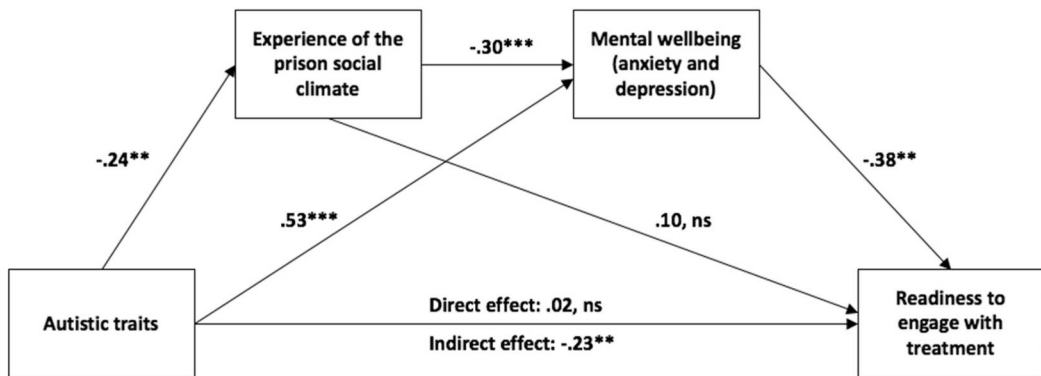 Experience of the
prison social
climate
-.30***
Mental wellbeing
(anxiety and
depression)
-.24**
.53***
-.38**
.10, ns
Autistic traits
Direct effect: .02, ns
Indirect effect: -.23**
Readiness to
engage with
treatment